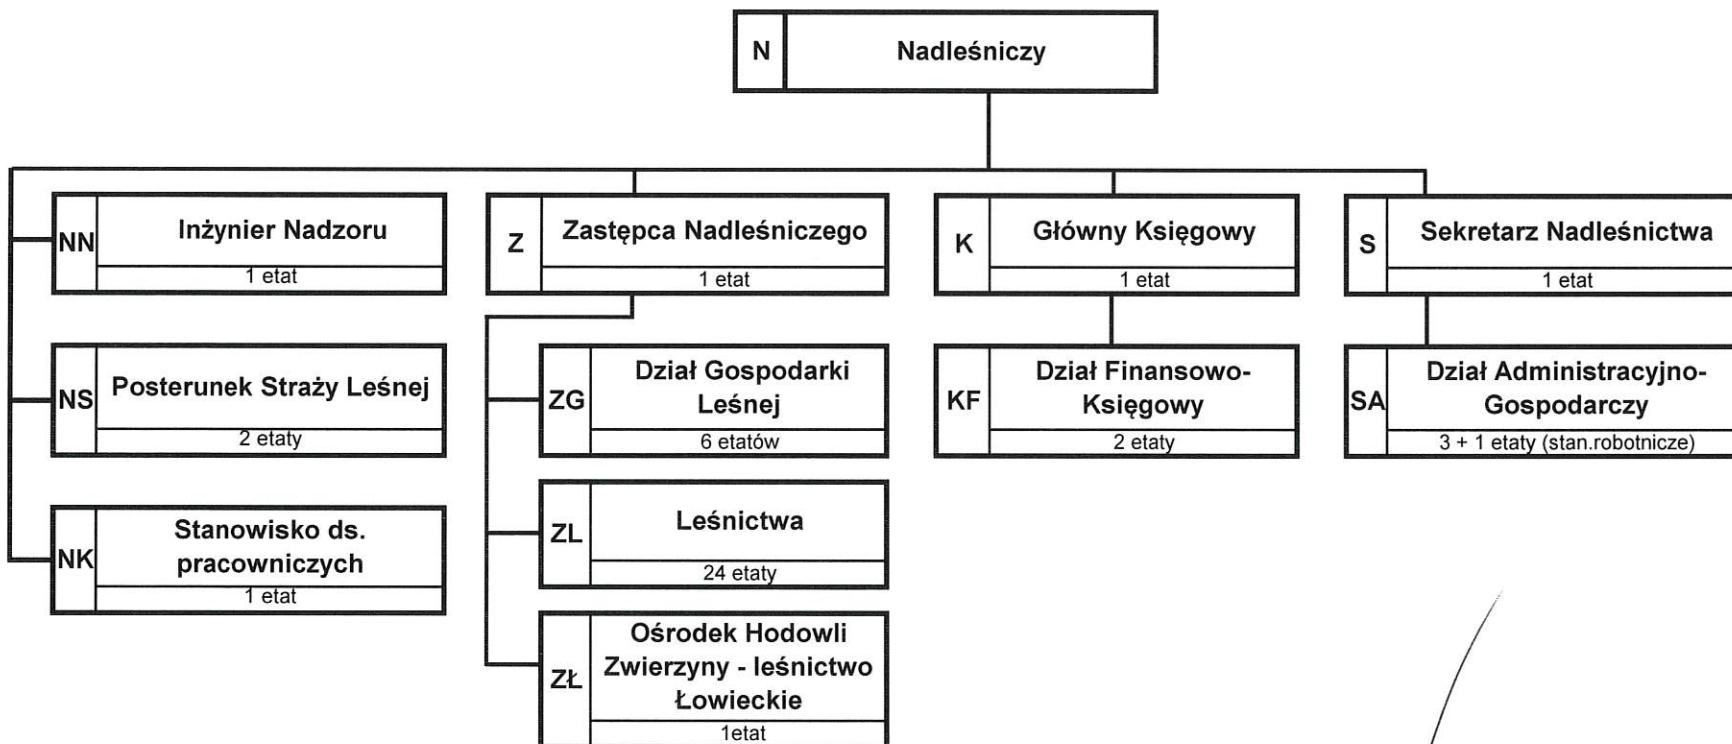 N
Nadleśniczy
NN
Inżynier Nadzoru
1 etat
Z
Zastępca Nadleśniczego
1 etat
K
Główny Księgowy
1 etat
S
Sekretarz Nadleśnictwa
1 etat
NS
Posterunek Straży Leśnej
2 etaty
ZG
Dział Gospodarki
Leśnej
6 etatów
KF
Dział Finansowo-
Księgowy
2 etaty
SA
Dział Administracyjno-
Gospodarczy
3 + 1 etaty (stan.robotnicze)
NK
Stanowisko ds.
pracowniczych
1 etat
ZL
Leśnictwa
24 etaty
ZŁ
Ośrodek Hodowli
Zwierzyny - leśnictwo
Łowieckie
1etat